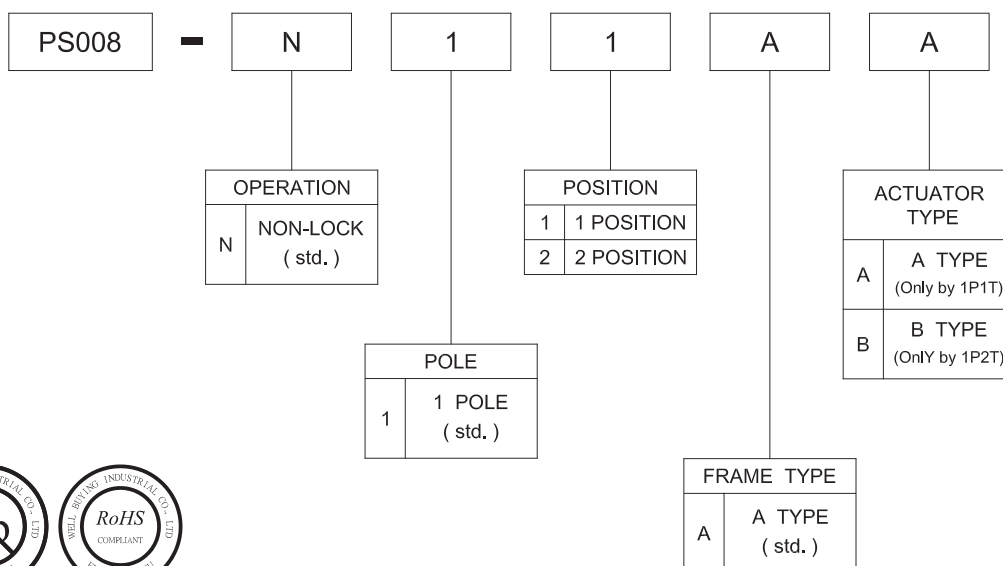 PS008 - N 1 1 A A
OPERATION
N NON-LOCK
( std. )
POSITION
1 1 POSITION
2 2 POSITION
ACTUATOR
TYPE
A A TYPE
(Only by 1P1T)
B B TYPE
(OnlY by 1P2T)
POLE
1 1 POLE
( std. )
FRAME TYPE
A A TYPE
( std. )
CO., LTD
WELL BUYING INDUSTRIAL CO., LTD
RoHS
COMPLIANT